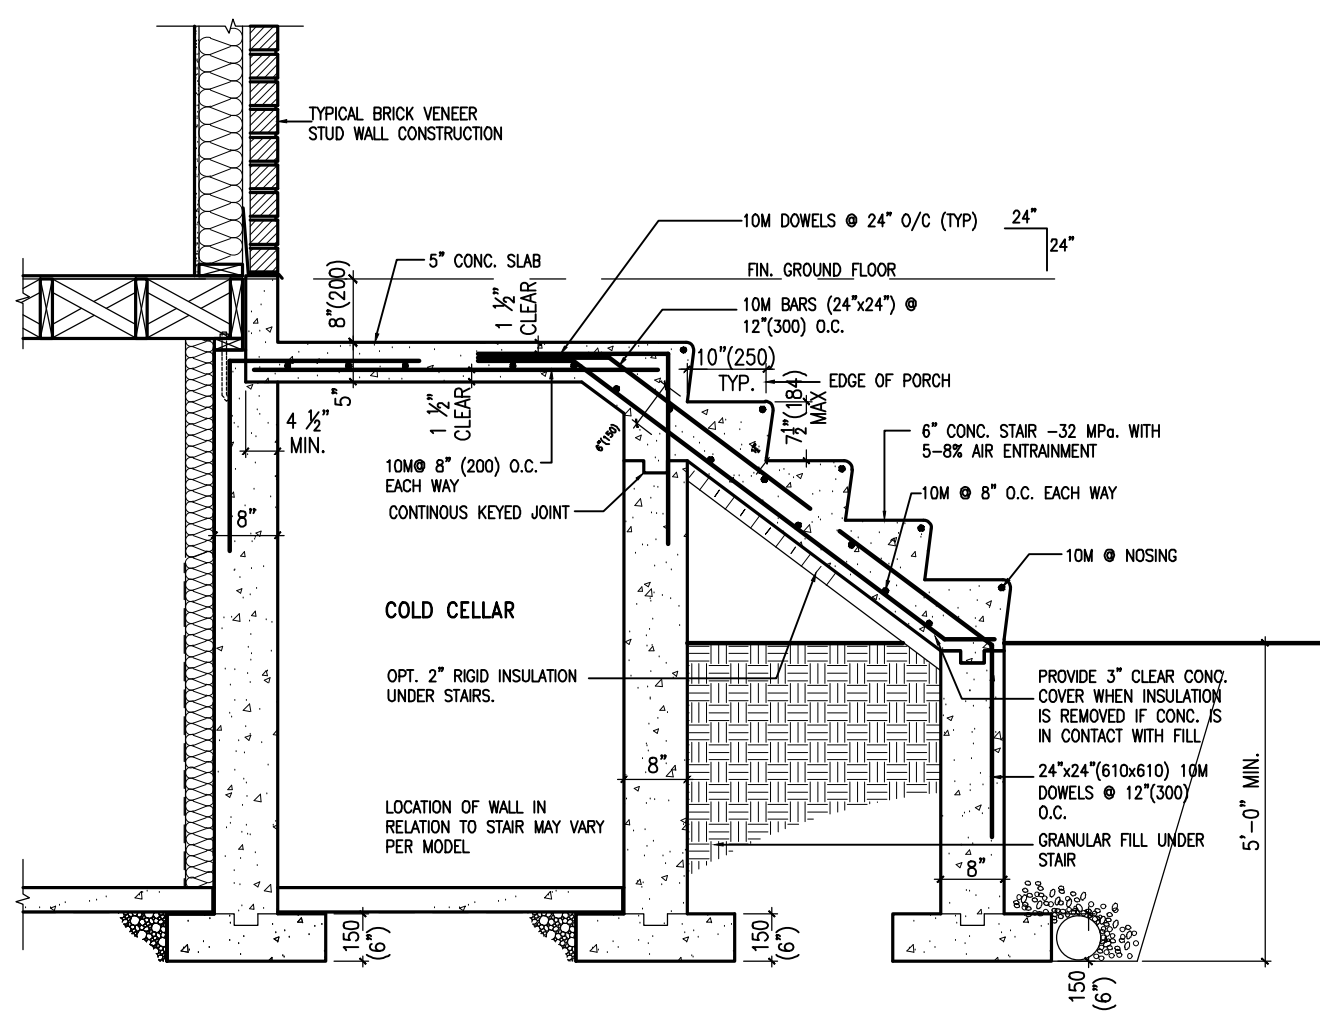 TYPICAL BRICK VENEER
STUD WALL CONSTRUCTION
10M DOWELS @ 24" O/C (TYP)
24"
24"
5" CONC. SLAB
FIN. GROUND FLOOR
8"(200)
1 ½"
CLEAR
10M BARS (24"x24") @
12"(300) O.C.
10"(250)
TYP.
EDGE OF PORCH
7½"(184)
MAX
5"
1 ½"
CLEAR
4 ½"
MIN.
6"(150)
6" CONC. STAIR -32 MPa. WITH
5-8% AIR ENTRAINMENT
10M@ 8" (200) O.C.
EACH WAY
10M @ 8" O.C. EACH WAY
CONTINOUS KEYED JOINT
8"
10M @ NOSING
COLD CELLAR
OPT. 2" RIGID INSULATION
UNDER STAIRS.
PROVIDE 3" CLEAR CONC.
COVER WHEN INSULATION
IS REMOVED IF CONC. IS
IN CONTACT WITH FILL
8"
24"x24"(610x610) 10M
DOWELS @ 12"(300)
O.C.
5'-0" MIN.
LOCATION OF WALL IN
RELATION TO STAIR MAY VARY
PER MODEL
GRANULAR FILL UNDER
STAIR
8"
150
(6")
150
(6")
150
(6")